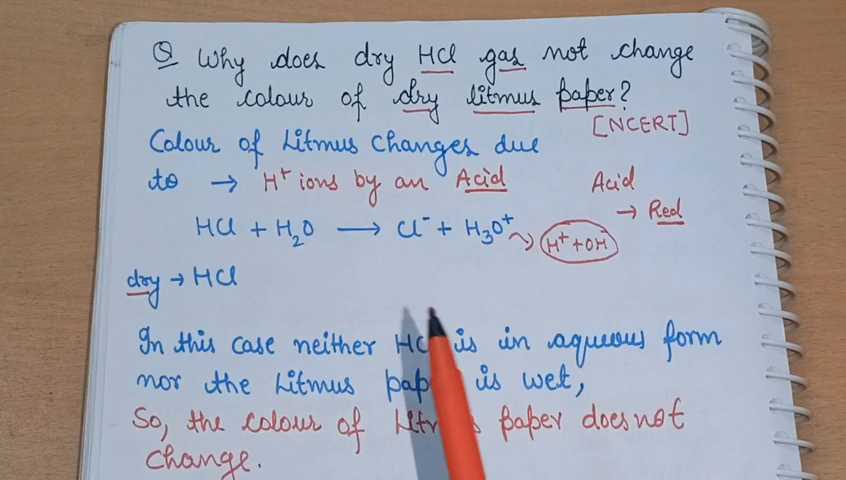 Q Why does dry HCl gas not change
the colour of dry litmus paper?
[NCERT]
Colour of Litmus Changes due
to → H⁺ ions by an Acid
Acid
→ Red
HCl + H₂O → Cl⁻ + H₃O⁺
H⁺ + OH⁻
dry → HCl
In this case neither HCl is in aqueous form
nor the Litmus paper is wet,
So, the colour of Litmus paper does not
change.